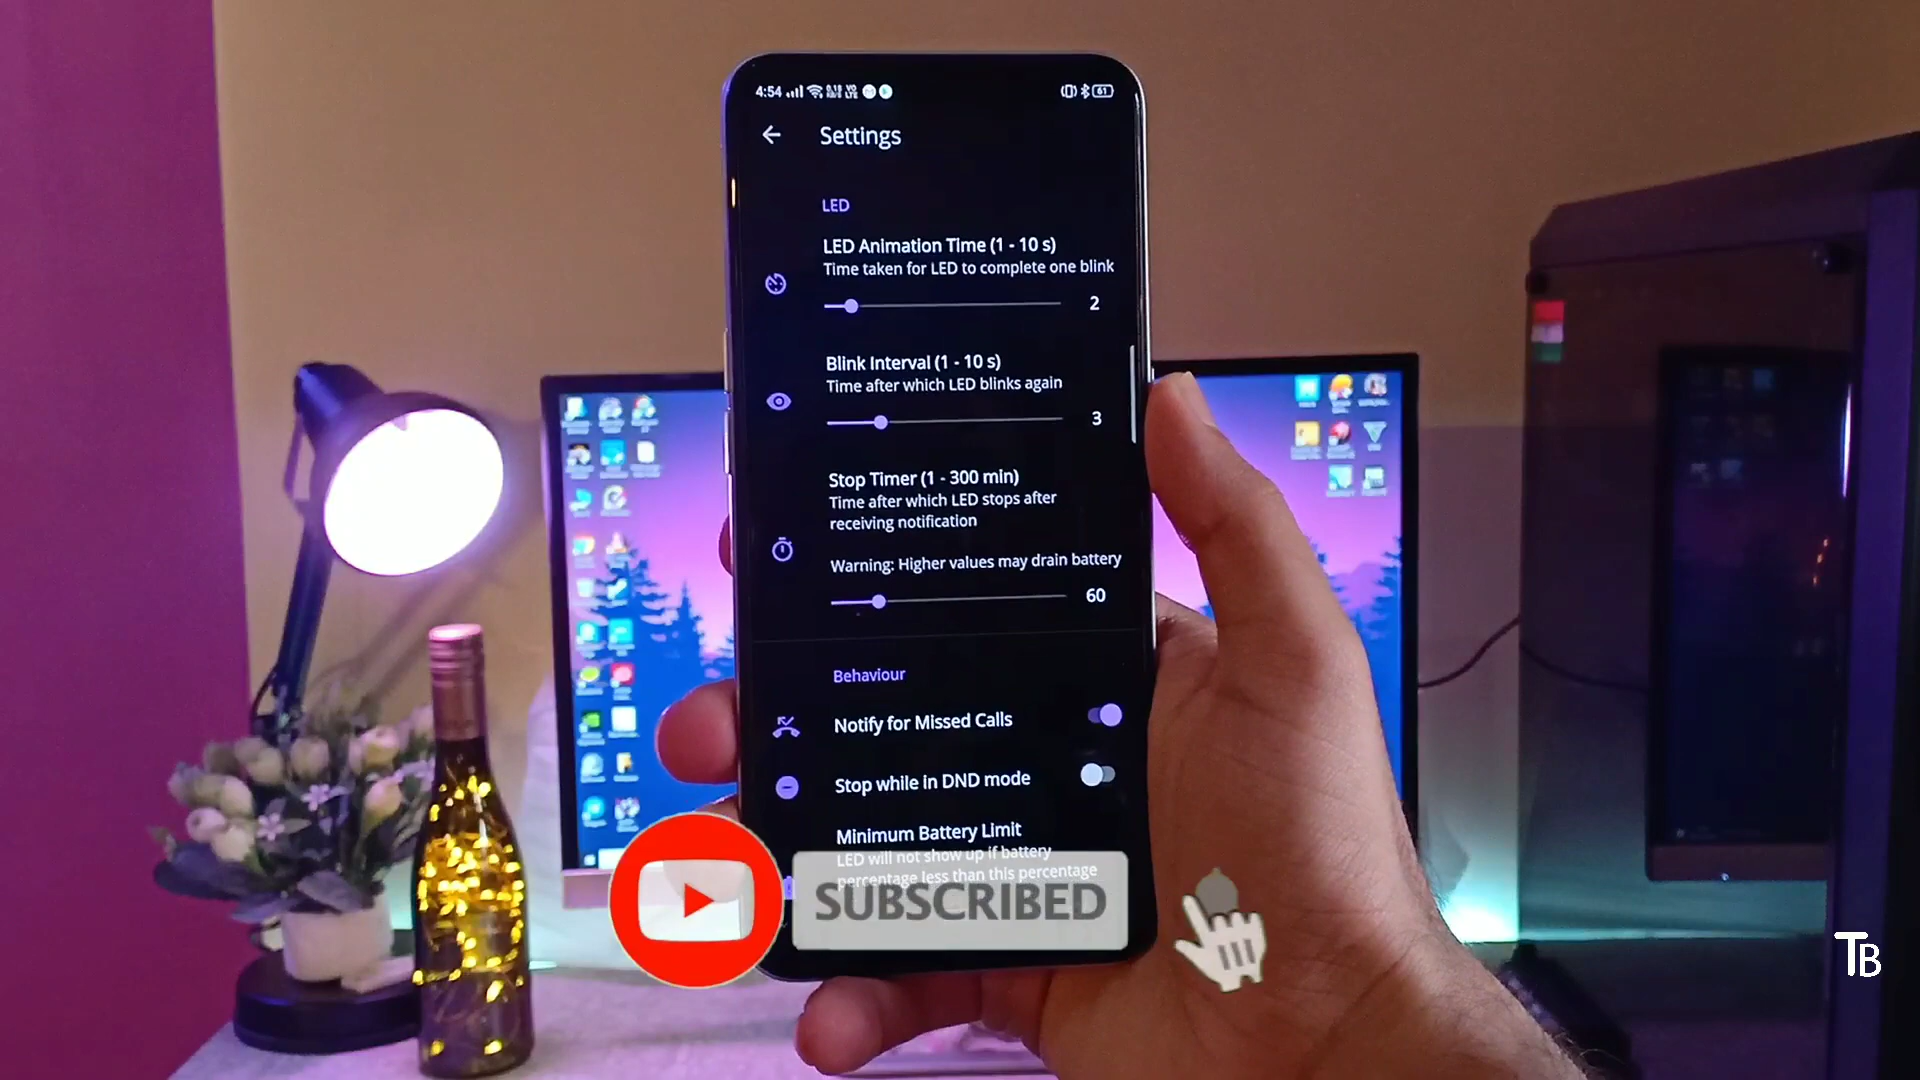 4:54
61
Settings
LED
LED Animation Time (1 - 10 s)
Time taken for LED to complete one blink
2
Blink Interval (1 - 10 s)
Time after which LED blinks again
3
Stop Timer (1 - 300 min)
Time after which LED stops after
receiving notification
Warning: Higher values may drain battery
60
Behaviour
Notify for Missed Calls
Stop while in DND mode
Minimum Battery Limit
LED will not show up if battery
percentage less than this percentage
SUBSCRIBED
TB